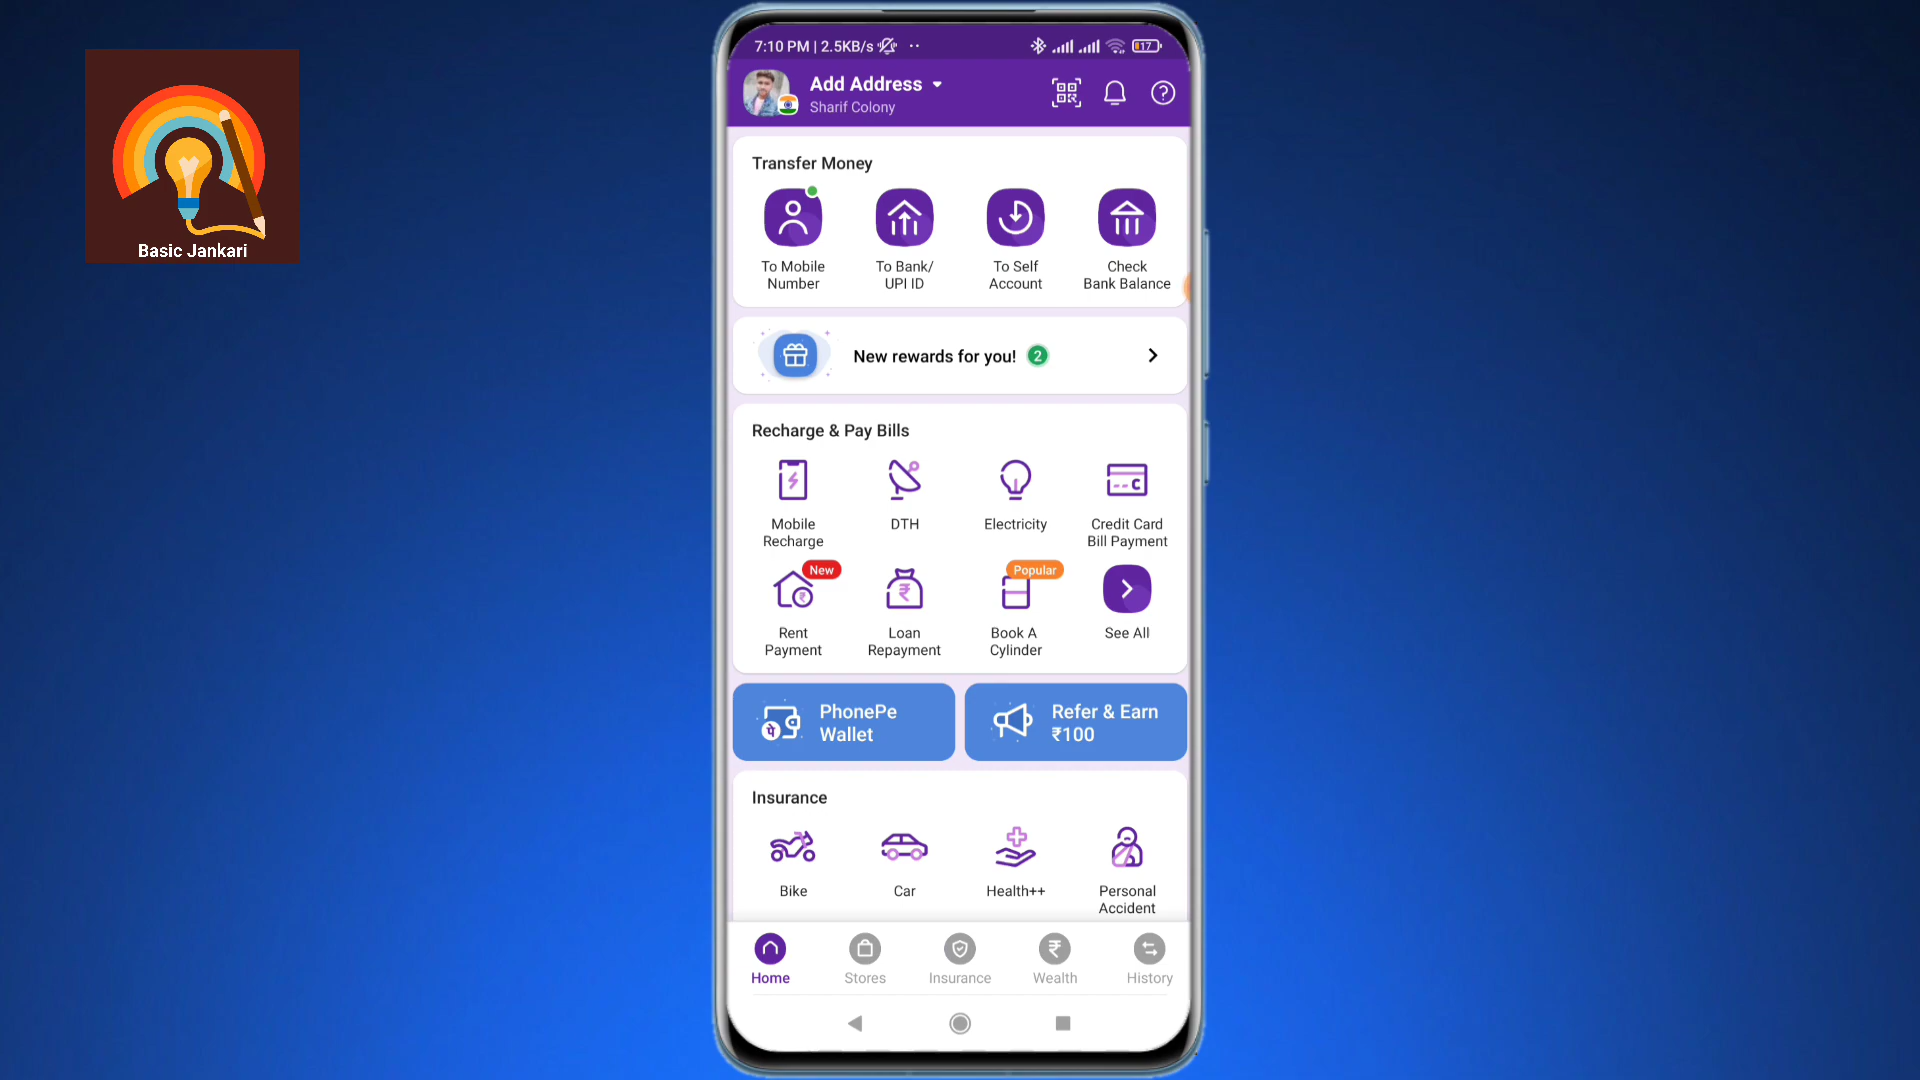 Basic Jankari
7:10 PM | 2.5KB/s
17
Add Address
Sharif Colony
Transfer Money
To Mobile
Number
To Bank/
UPI ID
To Self
Account
Check
Bank Balance
New rewards for you! 2
Recharge & Pay Bills
Mobile
Recharge
DTH
Electricity
C
Credit Card
Bill Payment
New
Rent
Payment
₹
Loan
Repayment
Popular
Book A
Cylinder
See All
पे
PhonePe
Wallet
Refer & Earn
₹100
Insurance
Bike
Car
Health++
Personal
Accident
Home
Stores
Insurance
₹
Wealth
History